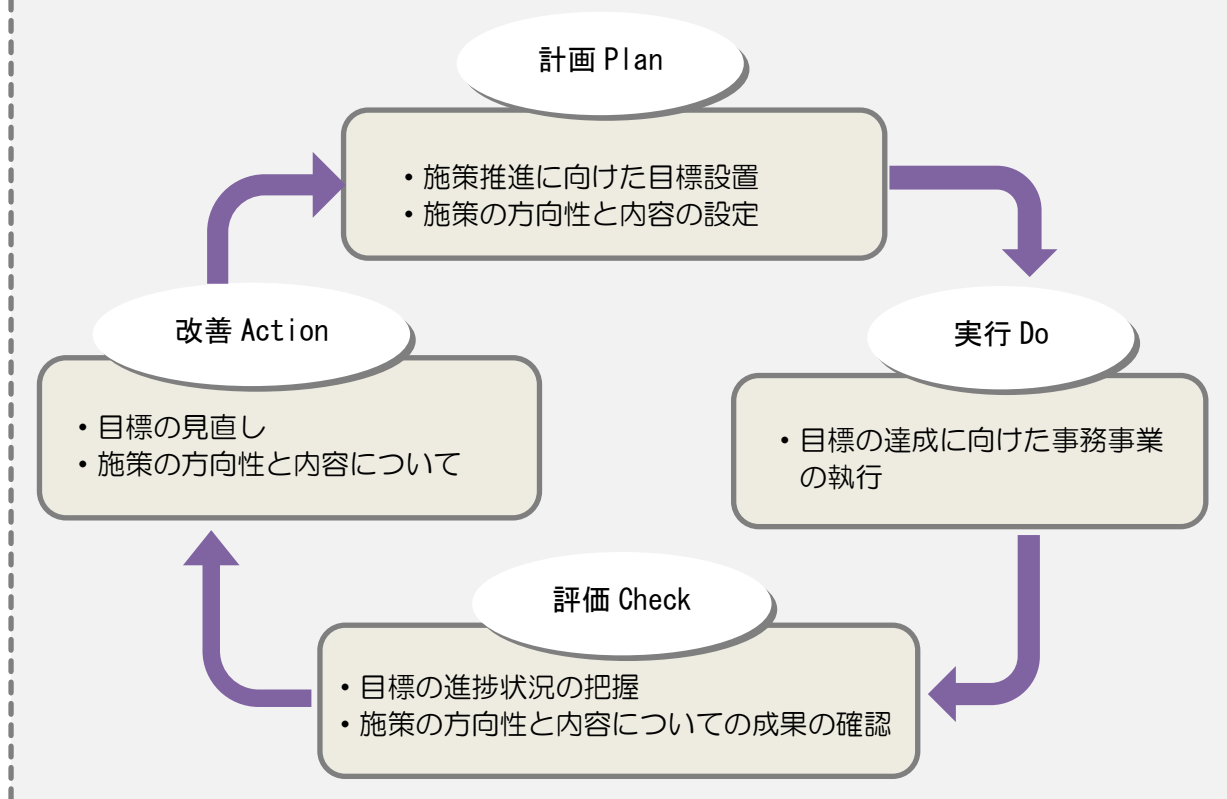 計画 Plan
・施策推進に向けた目標設置
・施策の方向性と内容の設定
改善 Action
・目標の見直し
・施策の方向性と内容について
実行 Do
・目標の達成に向けた事務事業
の執行
評価 Check
・目標の進捗状況の把握
・施策の方向性と内容についての成果の確認